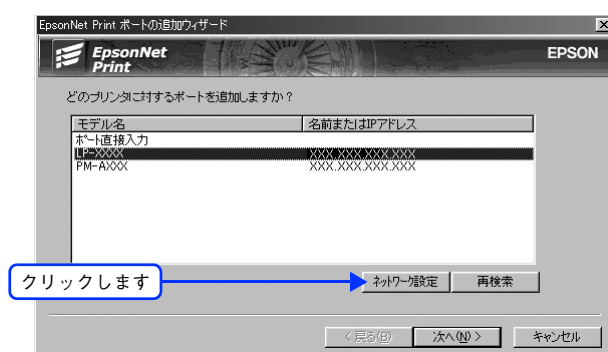 EpsonNet Print ポートの追加ウィザード
EpsonNet
Print
EPSON
どのプリンタに対するポートを追加しますか？
モデル名 名前またはIPアドレス
ポート直接入力
LP-XXXX XXX.XXX.XXX.XXX
PM-AXXX XXX.XXX.XXX.XXX
クリックします
ネットワーク設定 再検索
< 戻る(B) 次へ(N) > キャンセル